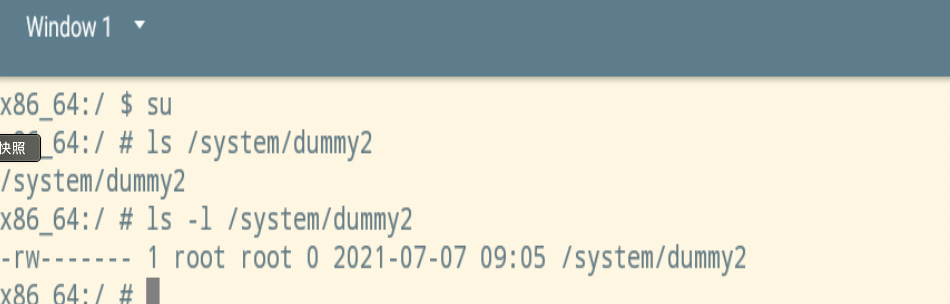 Window 1
x86_64:/ $ su
快照
_64:/ # ls /system/dummy2
/system/dummy2
x86_64:/ # ls -l /system/dummy2
-rw------- 1 root root 0 2021-07-07 09:05 /system/dummy2
x86_64:/ #